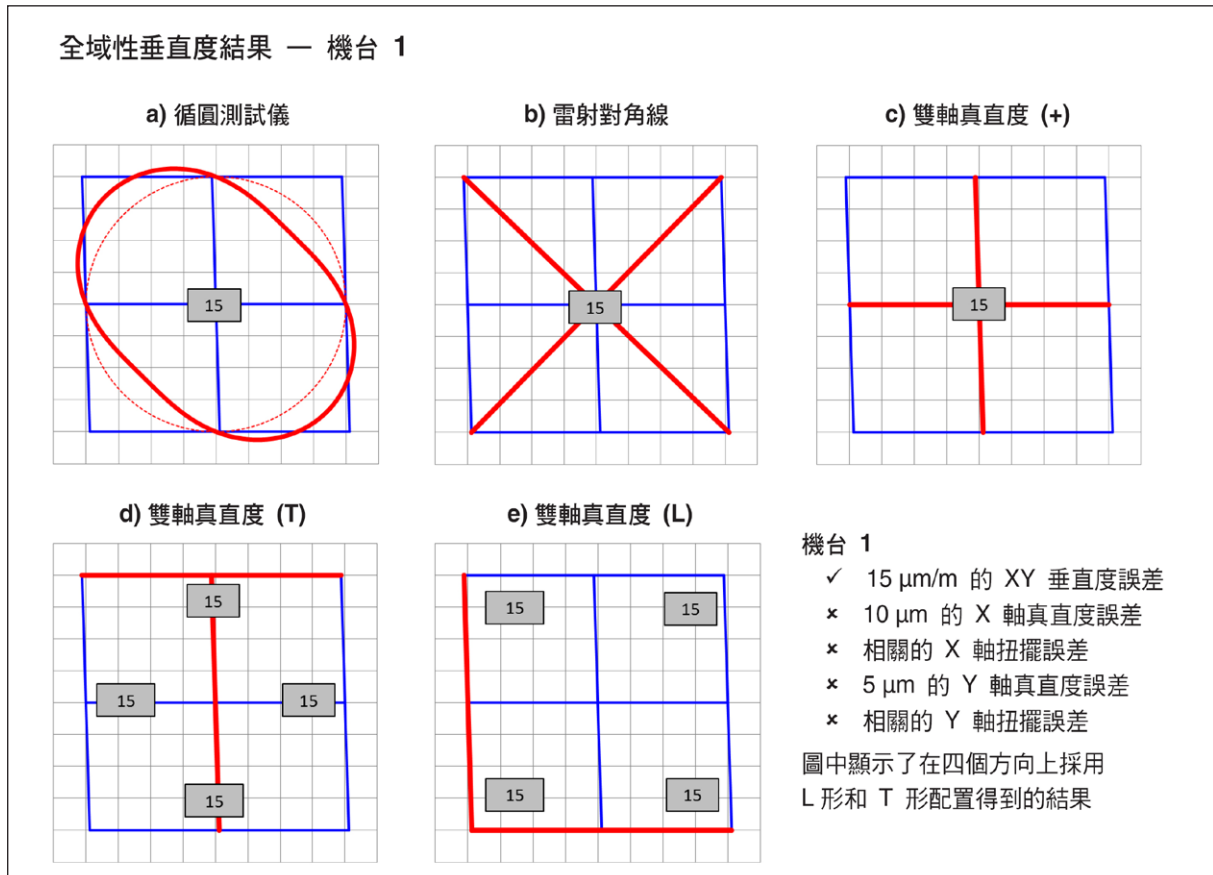 全域性垂直度結果 — 機台 1
a) 循圓測試儀
b) 雷射對角線
c) 雙軸真直度 (+)
15
15
15
d) 雙軸真直度 (T)
e) 雙軸真直度 (L)
15
15
15
15
15
15
15
15
機台 1
✓ 15 µm/m 的 XY 垂直度誤差
× 10 µm 的 X 軸真直度誤差
× 相關的 X 軸扭擺誤差
× 5 µm 的 Y 軸真直度誤差
× 相關的 Y 軸扭擺誤差
圖中顯示了在四個方向上採用
L 形和 T 形配置得到的結果